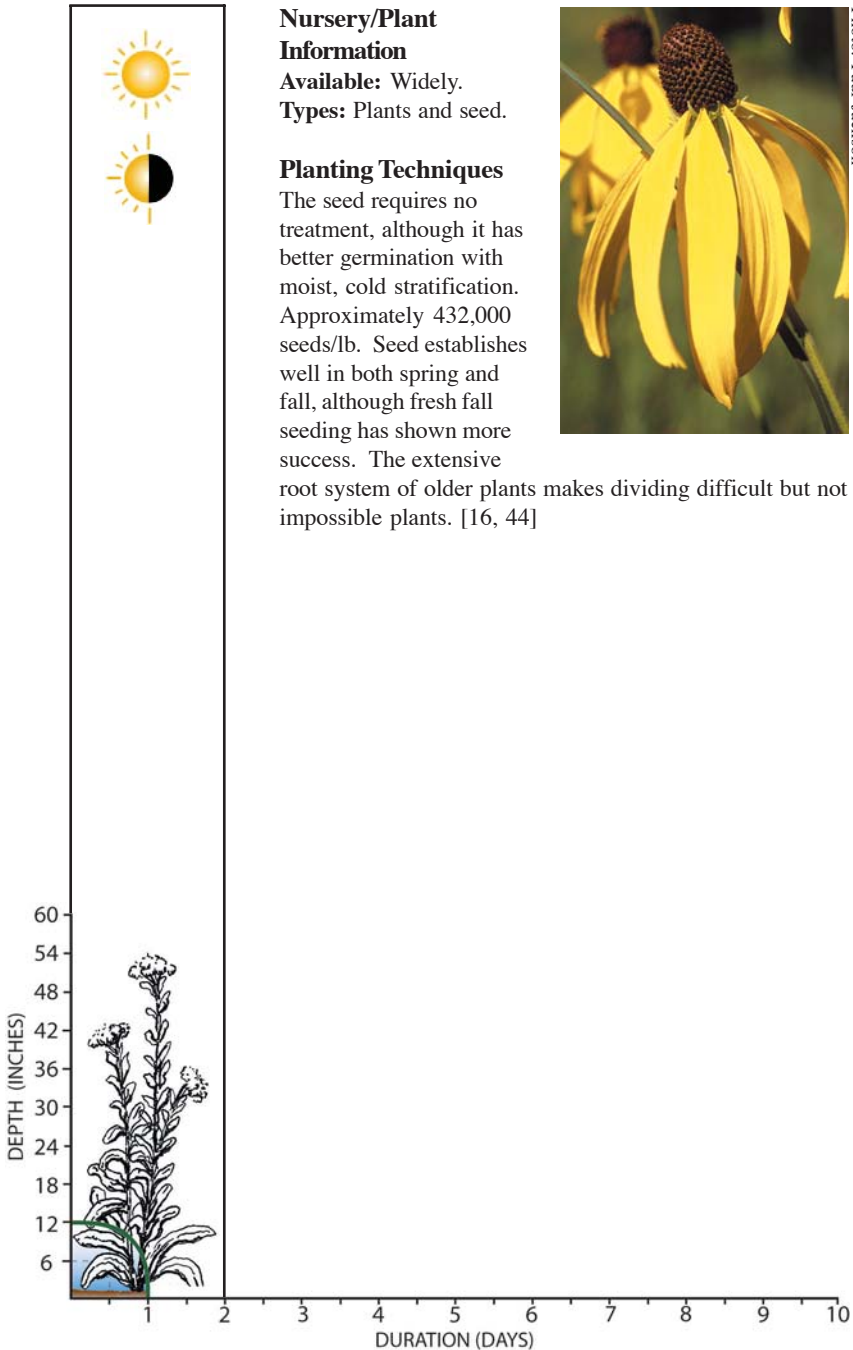 Nursery/Plant
Information
Available: Widely.
Types: Plants and seed.
Planting Techniques
The seed requires no
treatment, although it has
better germination with
moist, cold stratification.
Approximately 432,000
seeds/lb. Seed establishes
well in both spring and
fall, although fresh fall
seeding has shown more
success. The extensive
root system of older plants makes dividing difficult but not
impossible plants. [16, 44]
60
54
48
42
36
30
24
18
12
6
DEPTH (INCHES)
1 2 3 4 5 6 7 8 9 10
DURATION (DAYS)